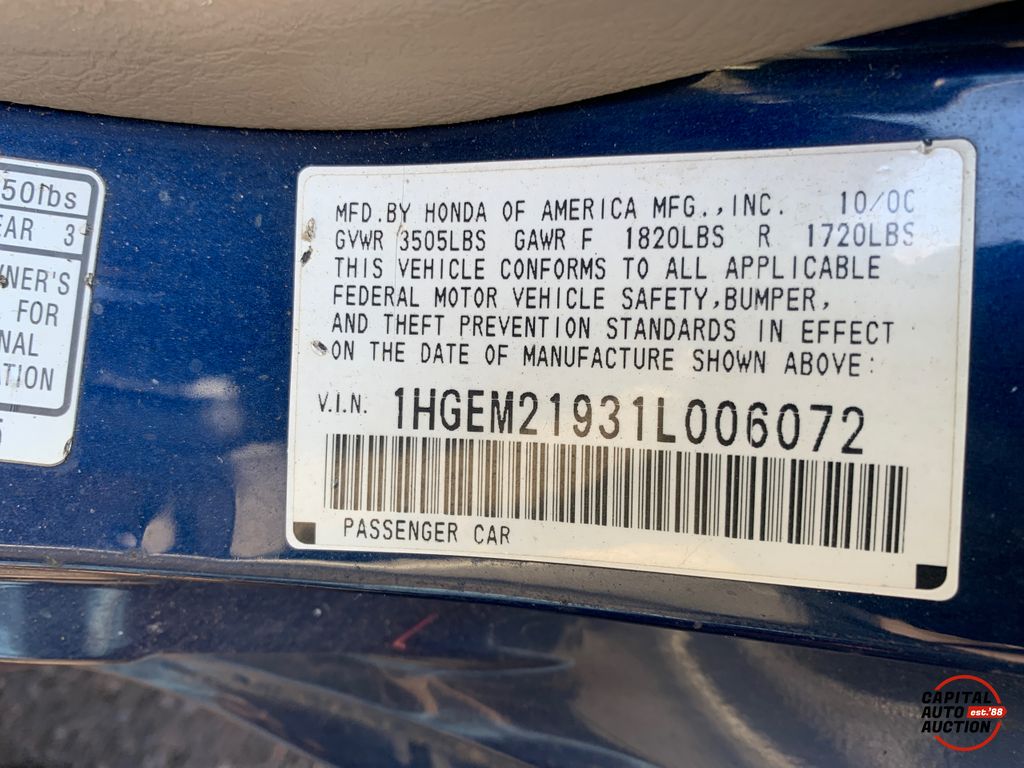 50lbs
EAR 3
WNER'S
FOR
NAL
ATION
MFD.BY HONDA OF AMERICA MFG.,INC. 10/00
GVWR 3505LBS GAWR F 1820LBS R 1720LBS
THIS VEHICLE CONFORMS TO ALL APPLICABLE
FEDERAL MOTOR VEHICLE SAFETY,BUMPER,
AND THEFT PREVENTION STANDARDS IN EFFECT
ON THE DATE OF MANUFACTURE SHOWN ABOVE:
V.I.N. 1HGEM21931L006072
PASSENGER CAR
CAPITAL
AUTO est.'88
AUCTION